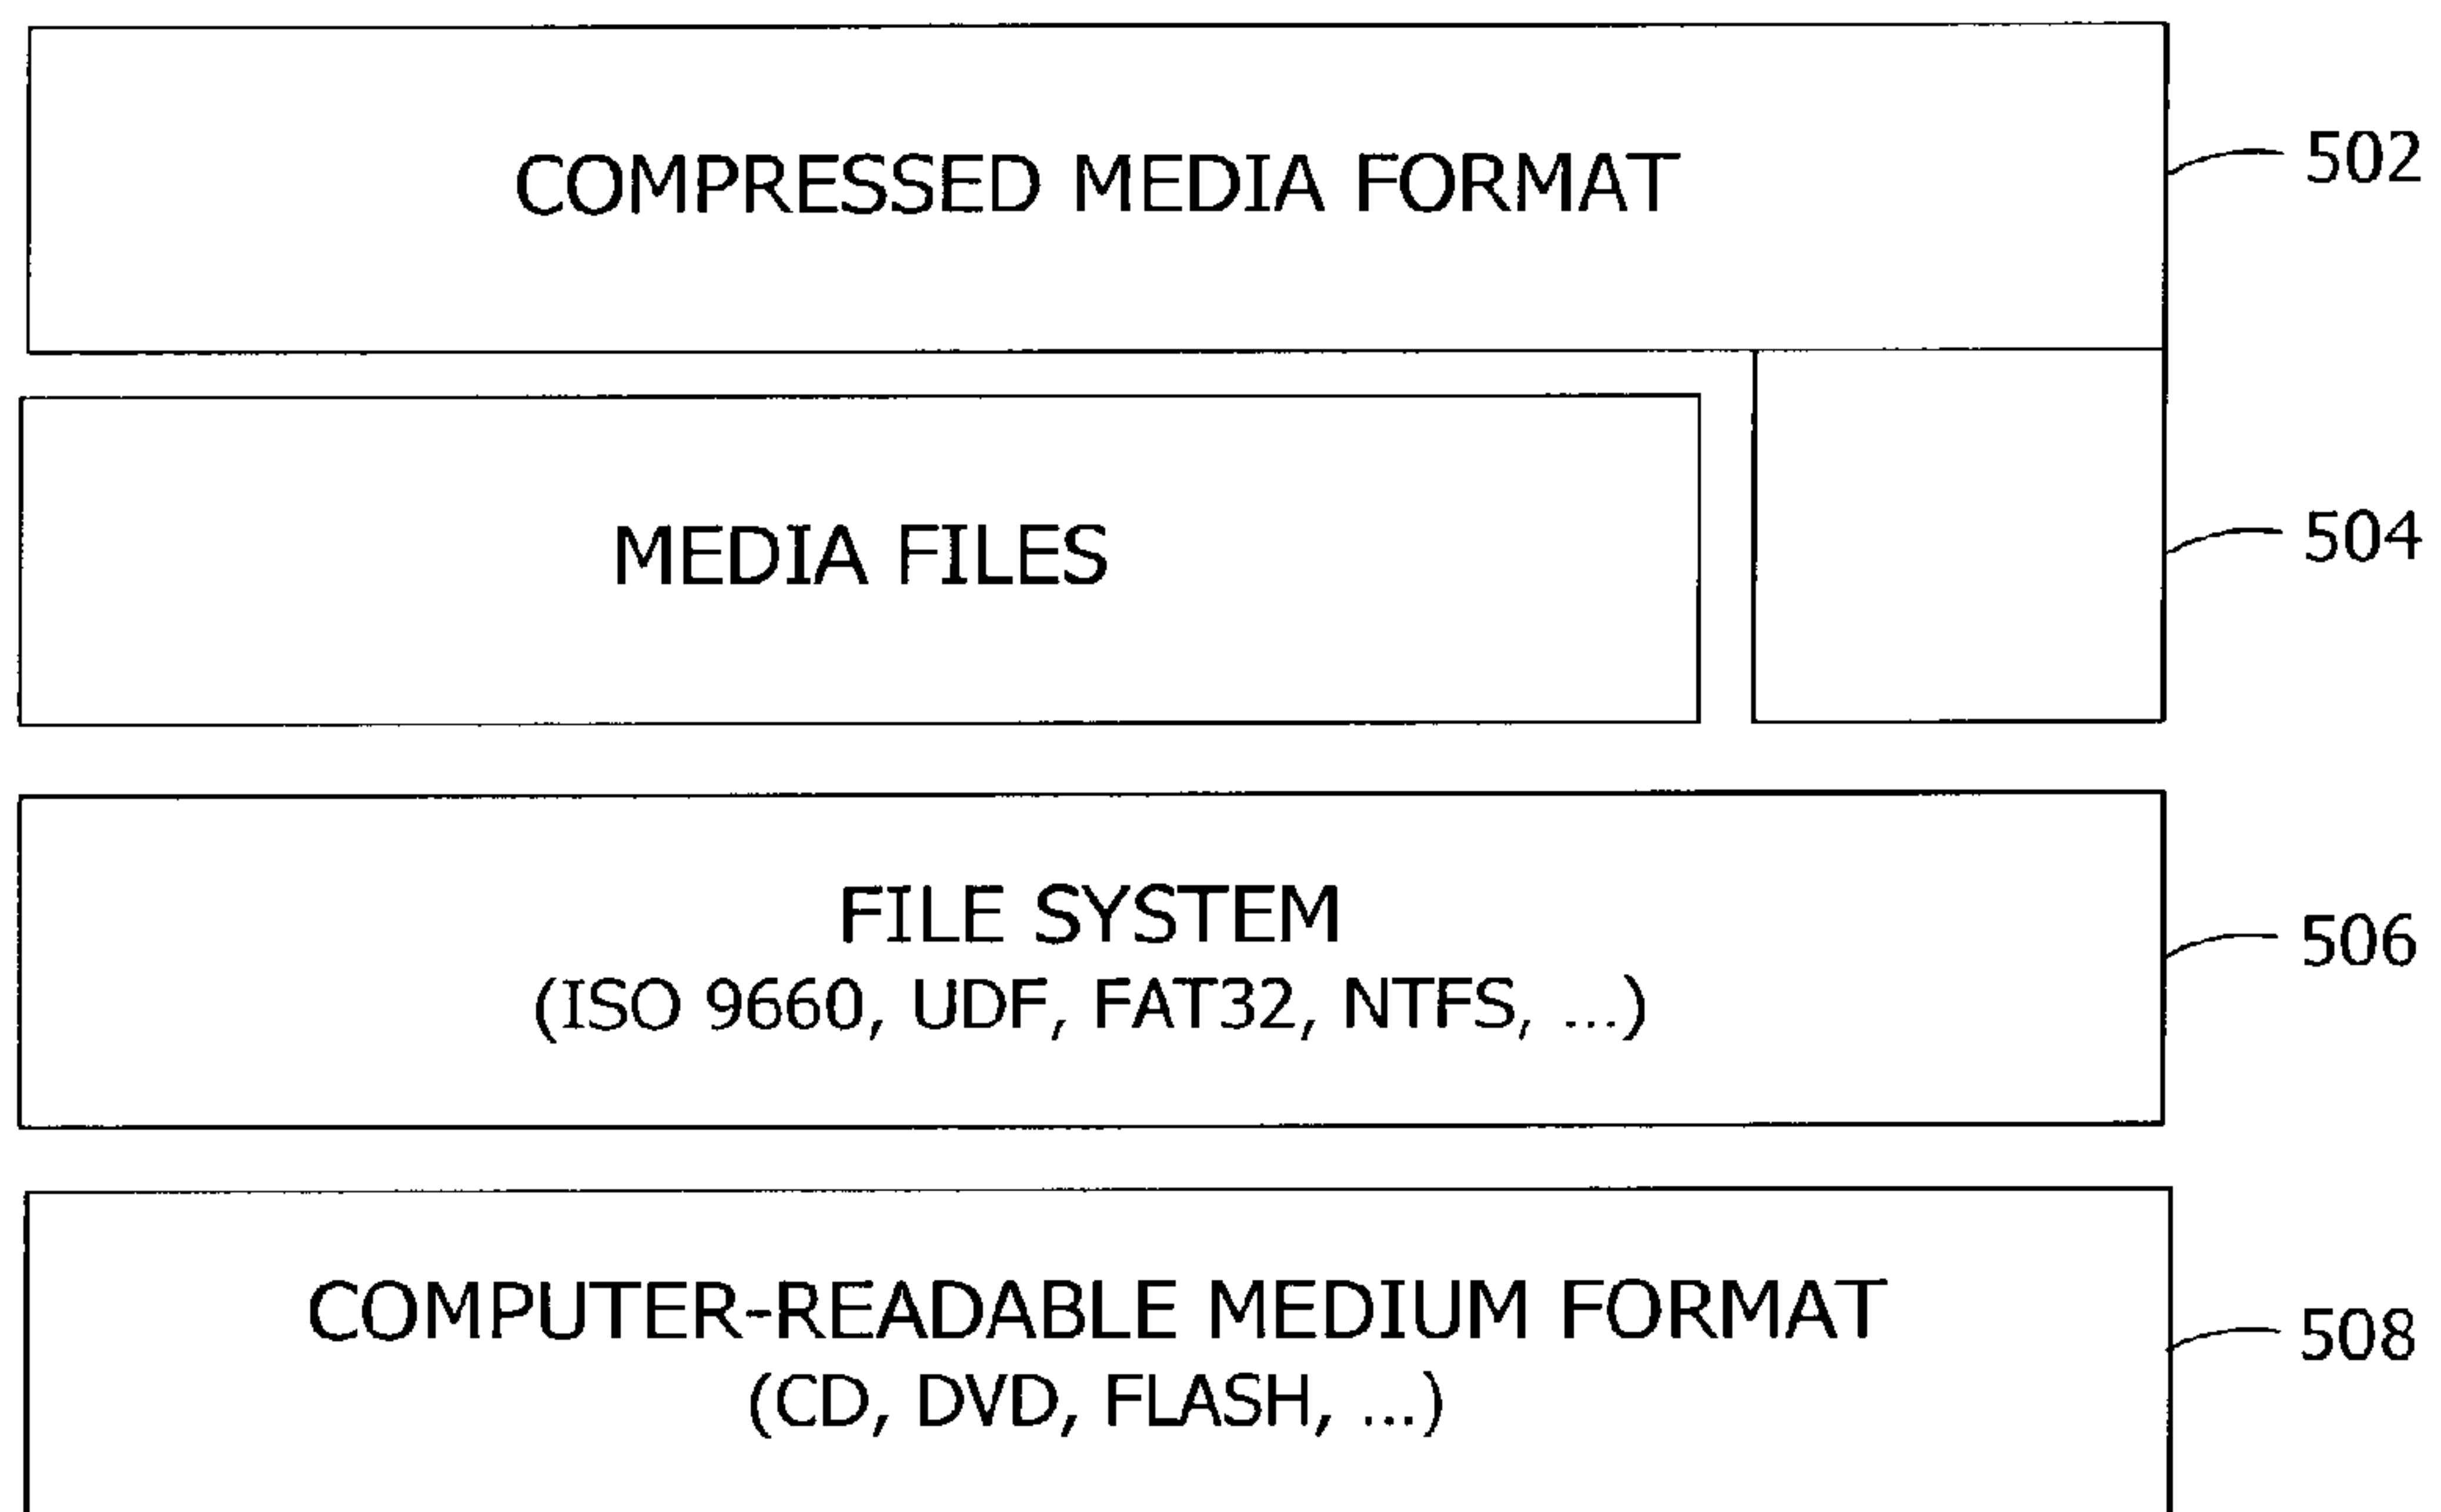 COMPRESSED MEDIA FORMAT
502
MEDIA FILES
504
FILE SYSTEM
(ISO 9660, UDF, FAT32, NTFS, ...)
506
COMPUTER-READABLE MEDIUM FORMAT
(CD, DVD, FLASH, ...)
508